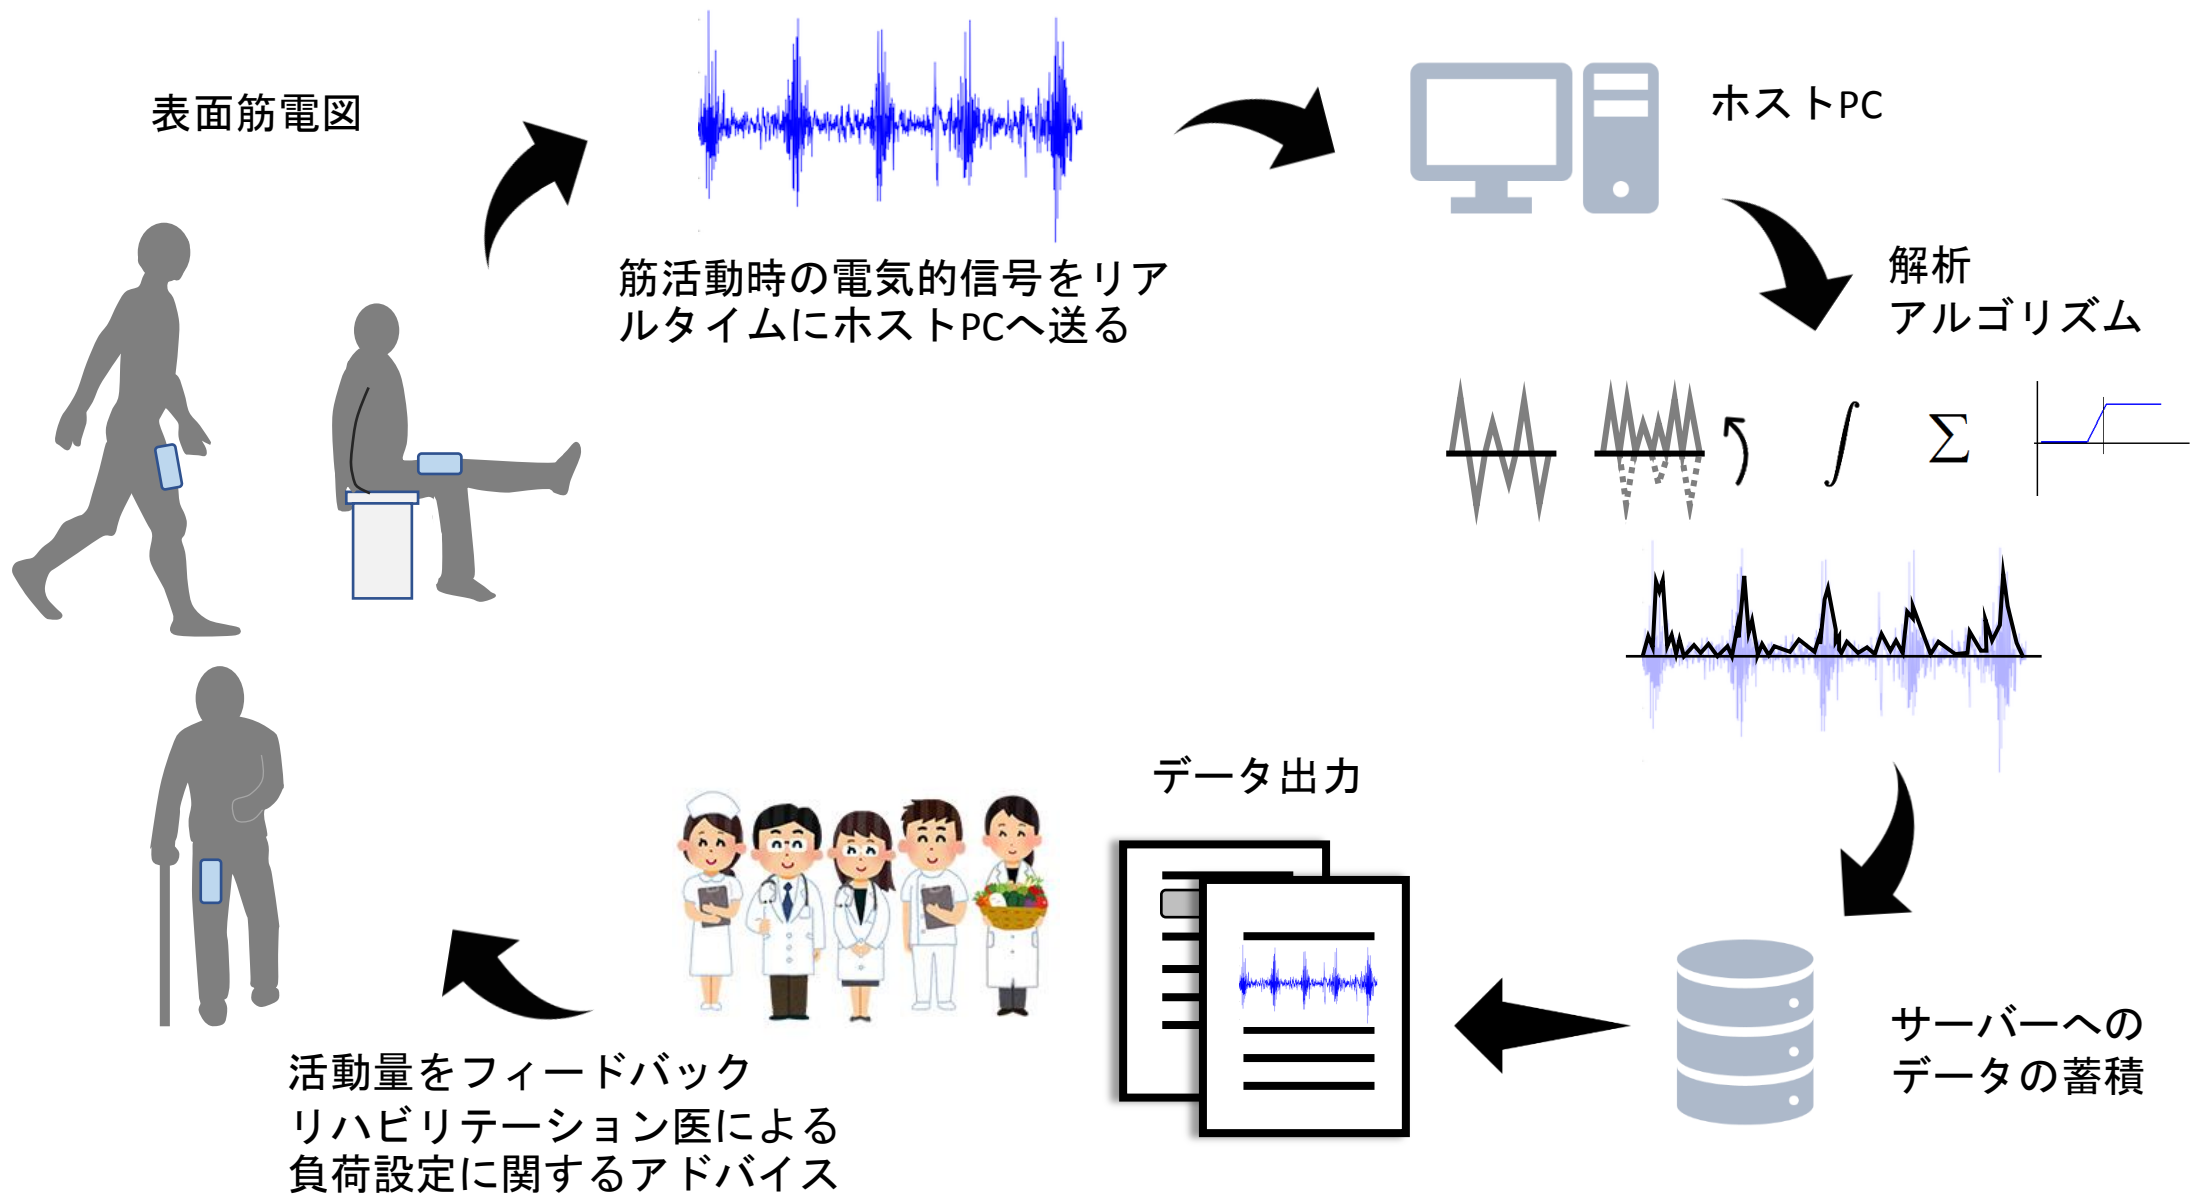 表面筋電図
筋活動時の電気的信号をリア
ルタイムにホストPCへ送る
ホストPC
解析
アルゴリズム
∫
Σ
サーバーへの
データの蓄積
データ出力
活動量をフィードバック
リハビリテーション医による
負荷設定に関するアドバイス